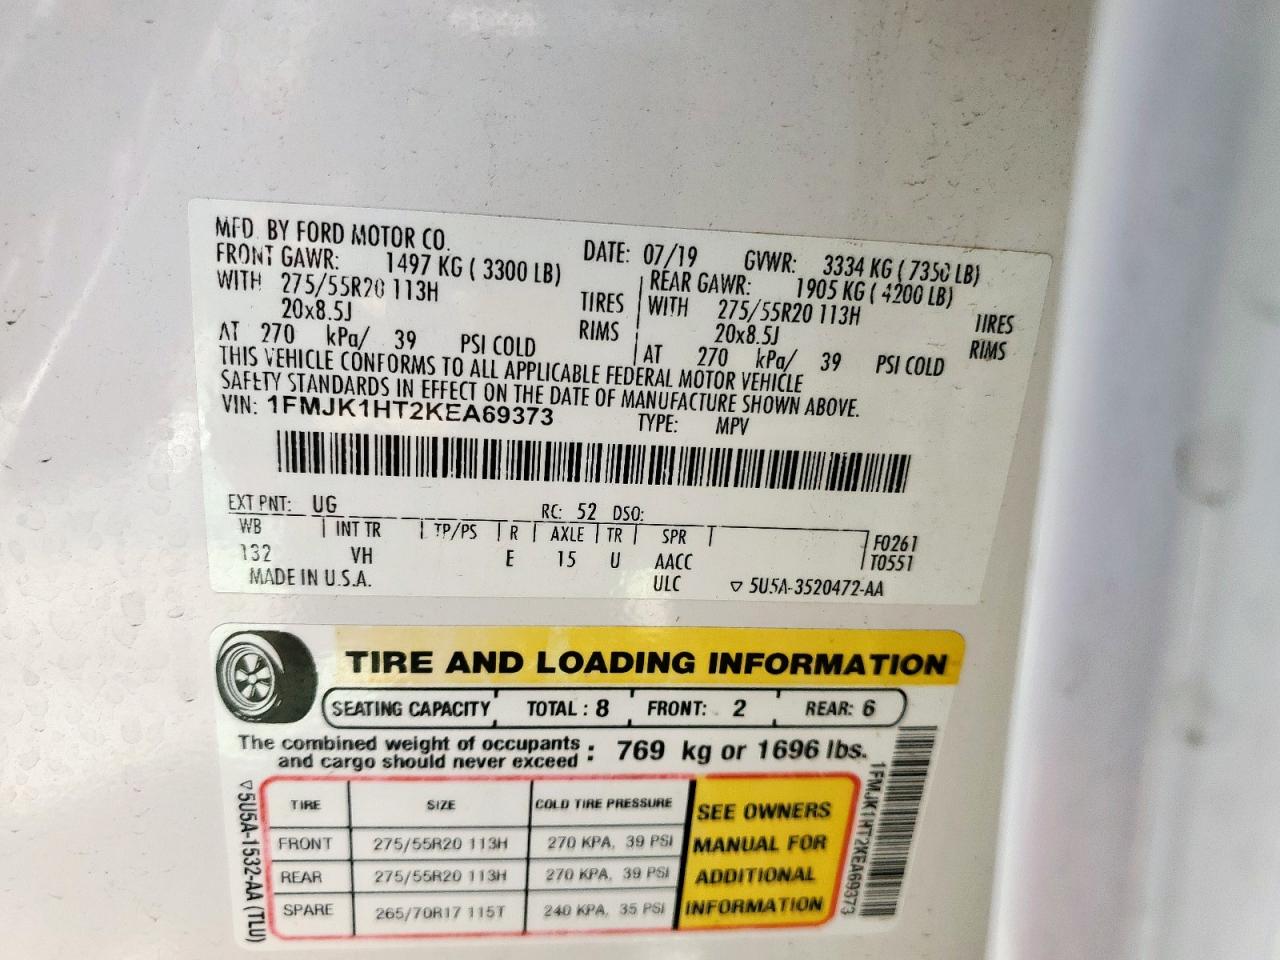 MFD. BY FORD MOTOR CO.
DATE: 07/19 GVWR: 3334 KG ( 7350 LB)
FRONT GAWR: 1497 KG ( 3300 LB) REAR GAWR: 1905 KG ( 4200 LB)
WITH 275/55R20 113H TIRES WITH 275/55R20 113H TIRES
20x8.5J RIMS 20x8.5J RIMS
AT 270 kPa/ 39 PSI COLD AT 270 kPa/ 39 PSI COLD
THIS VEHICLE CONFORMS TO ALL APPLICABLE FEDERAL MOTOR VEHICLE
SAFETY STANDARDS IN EFFECT ON THE DATE OF MANUFACTURE SHOWN ABOVE.
VIN: 1FMJK1HT2KEA69373 TYPE: MPV
EXT PNT: UG RC: 52 DSO:
WB INT TR TP/PS R AXLE TR SPR F0261
132 VH E 15 U AACC T0551
MADE IN U.S.A. ULC ▽ 5U5A-3520472-AA
TIRE AND LOADING INFORMATION
SEATING CAPACITY TOTAL : 8 FRONT: 2 REAR: 6
The combined weight of occupants and cargo should never exceed : 769 kg or 1696 lbs.
TIRE SIZE COLD TIRE PRESSURE
FRONT 275/55R20 113H 270 KPA, 39 PSI
REAR 275/55R20 113H 270 KPA, 39 PSI
SPARE 265/70R17 115T 240 KPA, 35 PSI
SEE OWNERS
MANUAL FOR
ADDITIONAL
INFORMATION
▽5U5A-1532-AA (TLU)
1FMJK1HT2KEA69373